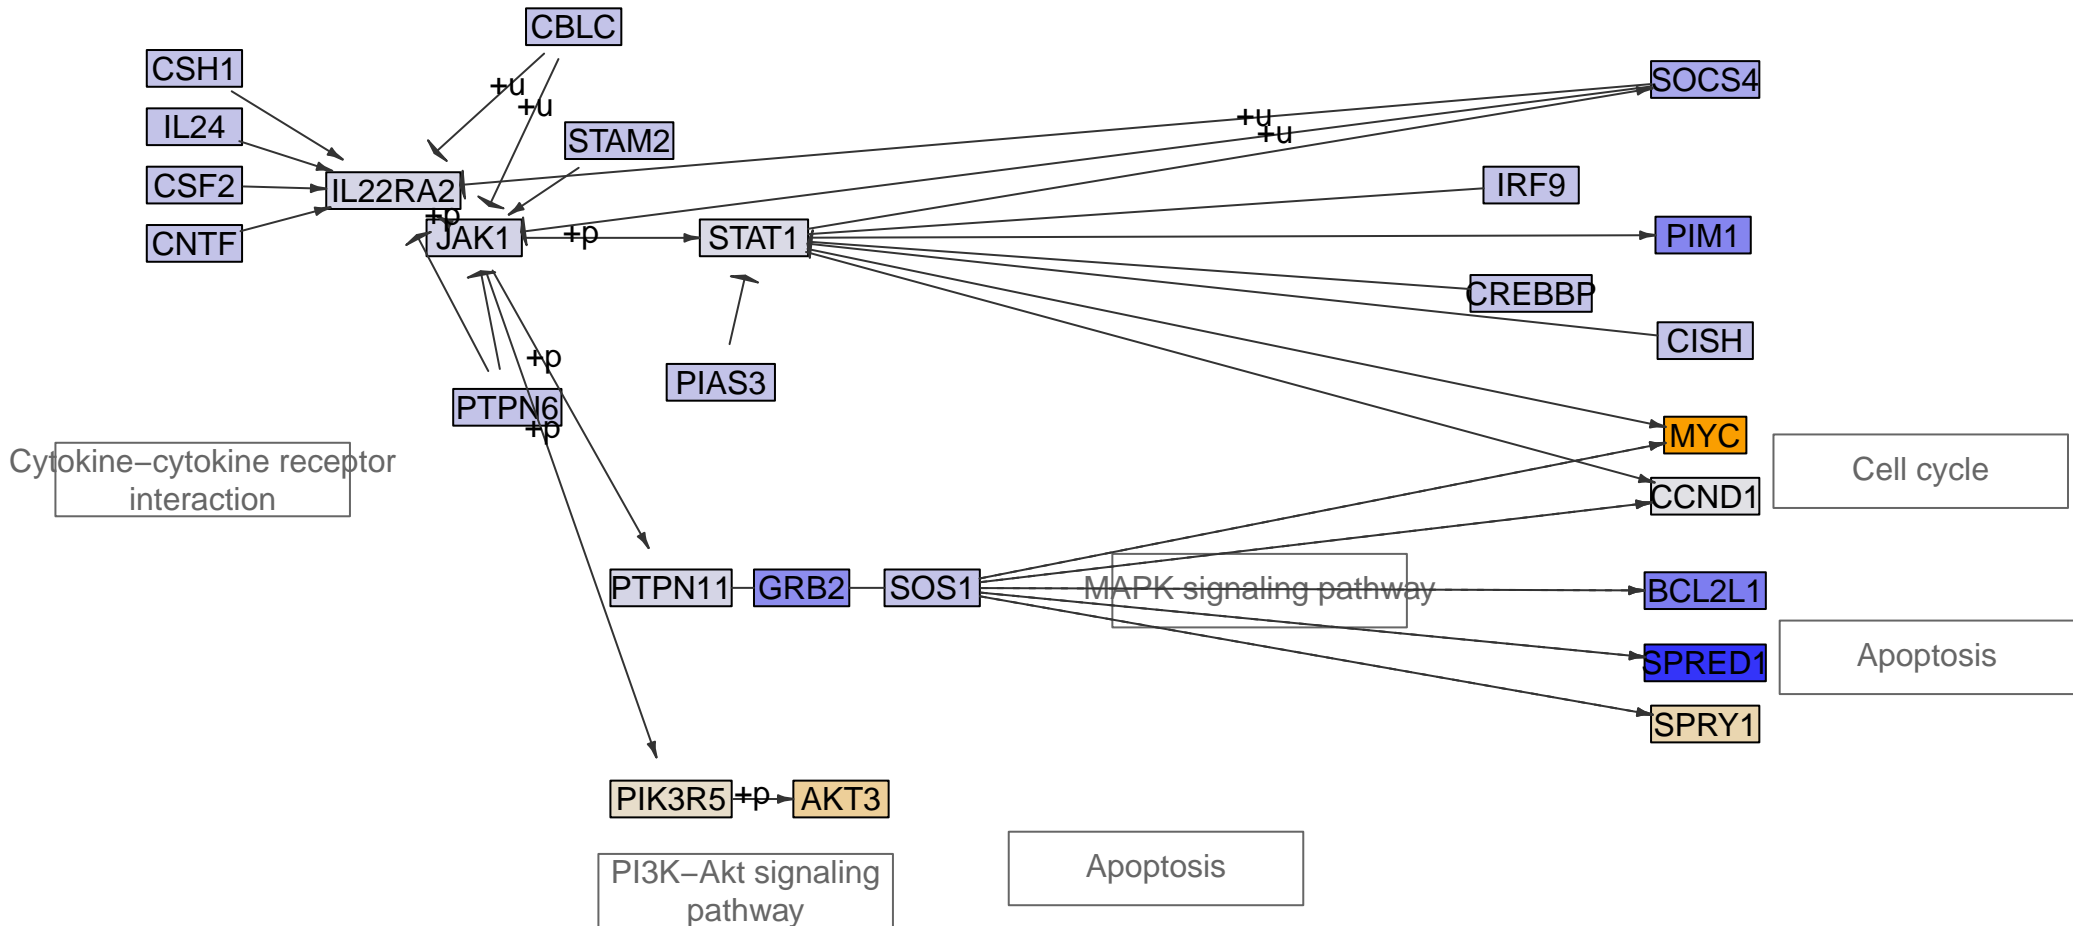 CBLC
CSH1
SOCS4
+u
+u
+u
+u
IL24
STAM2
CSF2
IL22RA2
IRF9
+p
CNTF
JAK1
+p
STAT1
PIM1
CREBBP
CISH
+p
PIAS3
PTPN6
+p
MYC
Cytokine−cytokine receptor
interaction
Cell cycle
CCND1
PTPN11
GRB2
SOS1
MAPK signaling pathway
BCL2L1
SPRED1
Apoptosis
SPRY1
PIK3R5
+p
AKT3
PI3K−Akt signaling
pathway
Apoptosis